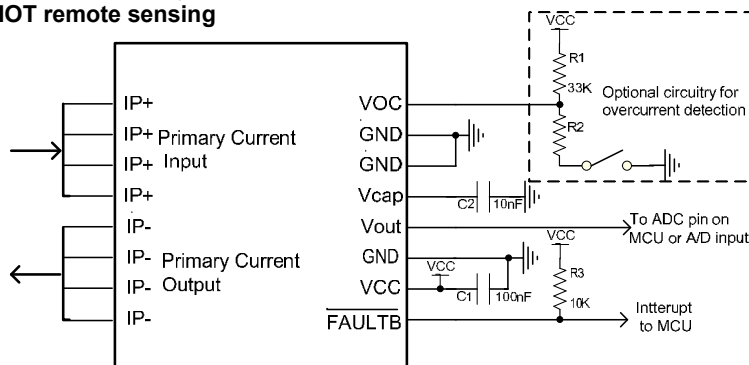 NOT remote sensing
VCC
R1
33K
Optional circuitry for
overcurrent detection
R2
IP+
IP+
IP+
IP+
Primary Current
Input
IP-
IP-
IP-
IP-
Primary Current
Output
VOC
GND
GND
Vcap
Vout
GND
VCC
FAULTB
C2
10nF
To ADC pin on
MCU or A/D input
VCC
C1
100nF
VCC
R3
10K
Intterupt
to MCU